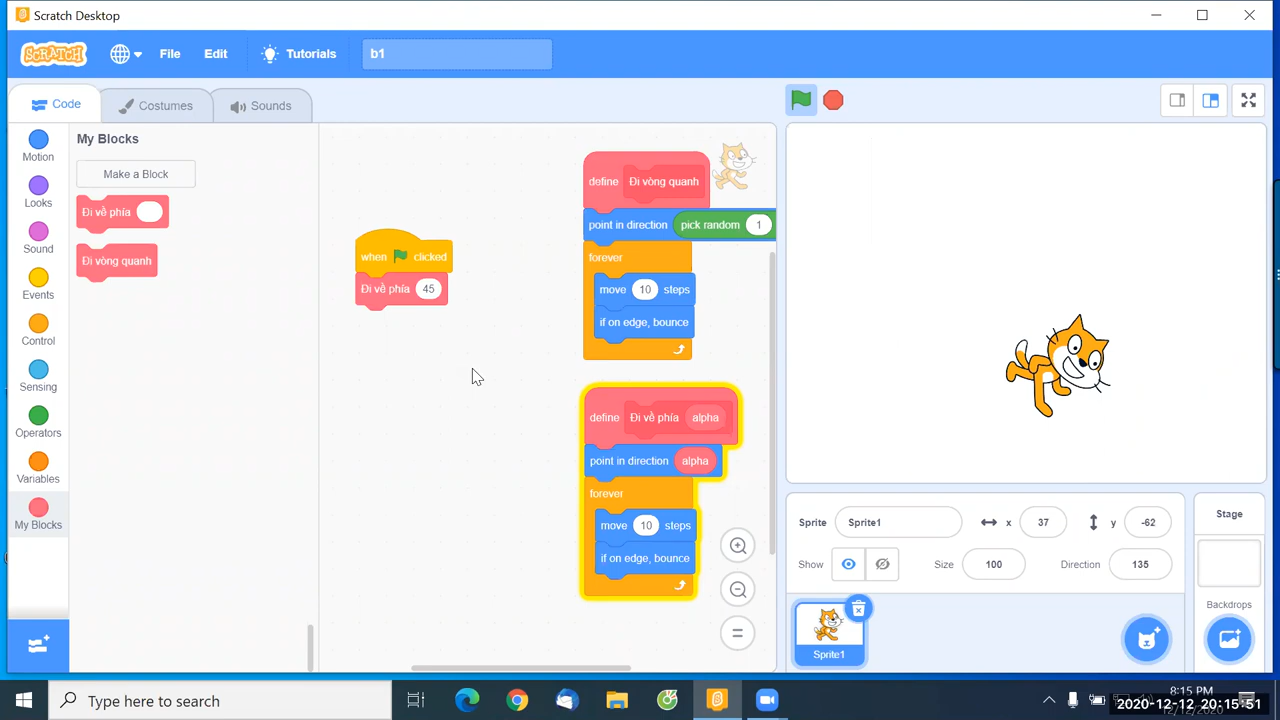 Scratch Desktop
SCRATCH File Edit Tutorials b1
Code Costumes Sounds
Motion
Looks
Sound
Events
Control
Sensing
Operators
Variables
My Blocks
My Blocks
Make a Block
Đi về phía
Đi vòng quanh
when clicked
Đi về phía 45
define Đi vòng quanh
point in direction pick random 1
forever
move 10 steps
if on edge, bounce
define Đi về phía alpha
point in direction alpha
forever
move 10 steps
if on edge, bounce
Sprite Sprite1 x 37 y -62
Show Size 100 Direction 135
Sprite1
Stage
Backdrops
Type here to search
8:15 PM
2020-12-12 20:15:51